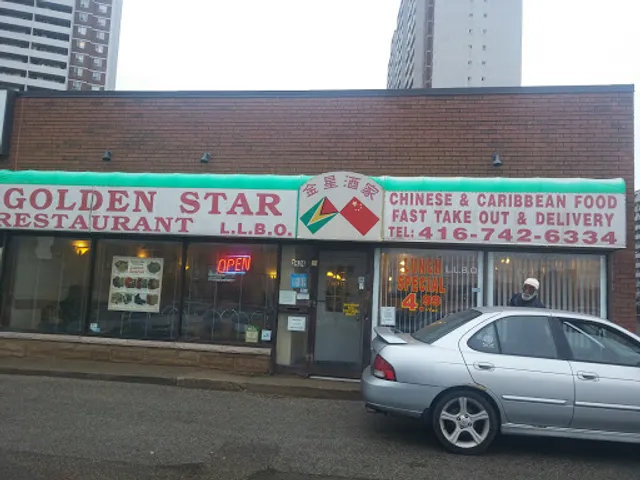 GOLDEN STAR
RESTAURANT L.L.B.O.
金星酒家
CHINESE & CARIBBEAN FOOD
FAST TAKE OUT & DELIVERY
TEL: 416-742-6334
OPEN
LUNCH
SPECIAL
4.99
L.L.B.O.